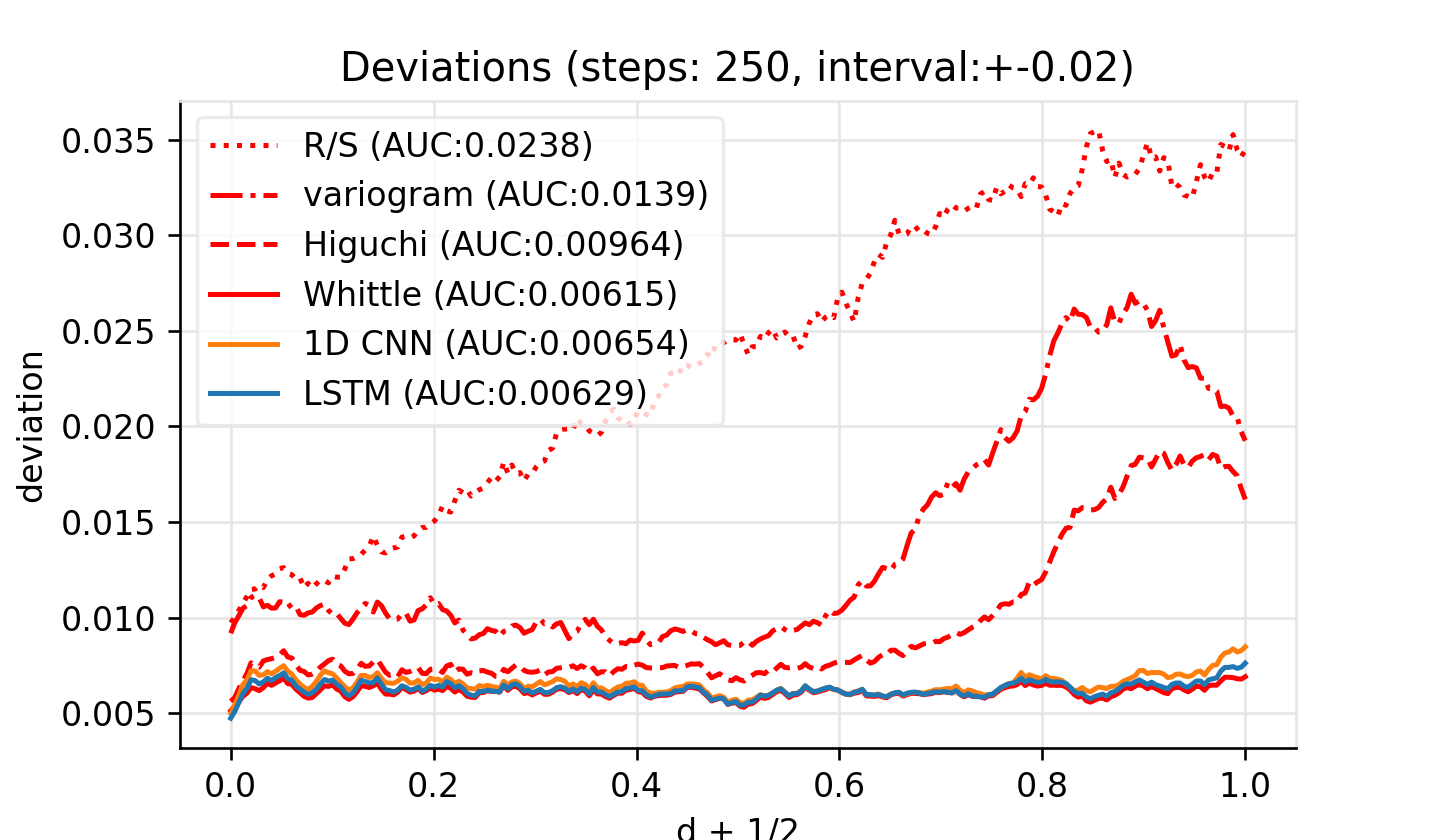 Deviations (steps: 250, interval:+-0.02)
R/S (AUC:0.0238)
variogram (AUC:0.0139)
Higuchi (AUC:0.00964)
Whittle (AUC:0.00615)
1D CNN (AUC:0.00654)
LSTM (AUC:0.00629)
deviation
0.035
0.030
0.025
0.020
0.015
0.010
0.005
0.0 0.2 0.4 0.6 0.8 1.0
d + 1/2